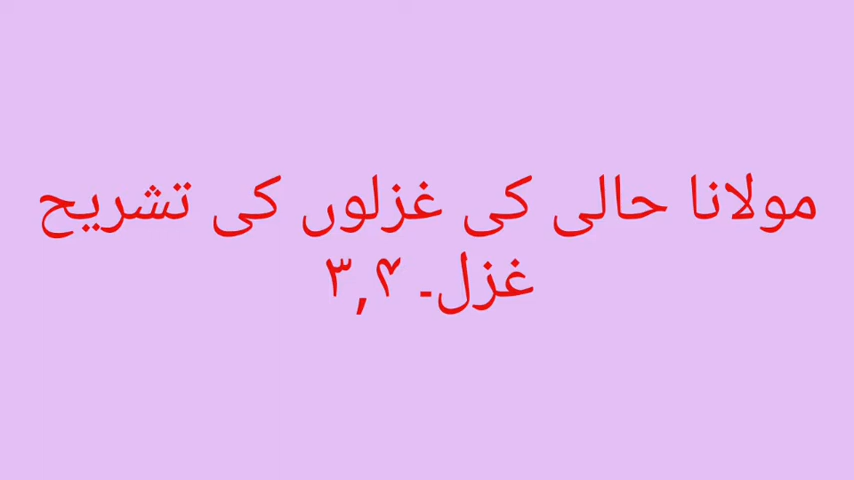 مولانا حالی کی غزلوں کی تشریح
غزل۔ ۳,۴